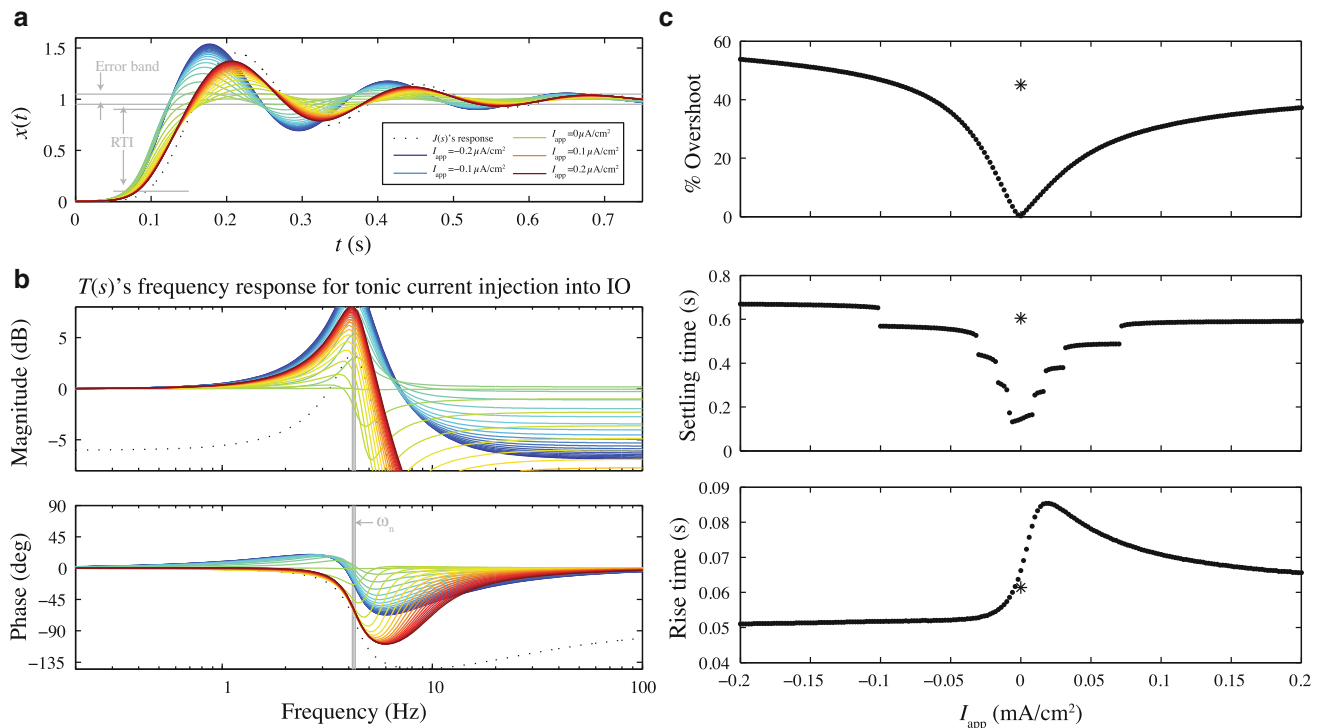 a
x(t)
1.5
1
0.5
0
Error band
RTI
J(s)'s response
I_app=−0.2 μA/cm²
I_app=−0.1 μA/cm²
I_app=0 μA/cm²
I_app=0.1 μA/cm²
I_app=0.2 μA/cm²
0 0.1 0.2 0.3 0.4 0.5 0.6 0.7
t (s)
b
T(s)'s frequency response for tonic current injection into IO
Magnitude (dB)
5
0
−5
Phase (deg)
90
45
0
−45
−90
−135
ω_n
1 10 100
Frequency (Hz)
c
% Overshoot
60
40
20
0
Settling time (s)
0.8
0.6
0.4
0.2
0
Rise time (s)
0.09
0.08
0.07
0.06
0.05
0.04
−0.2 −0.15 −0.1 −0.05 0 0.05 0.1 0.15 0.2
I_app (mA/cm²)